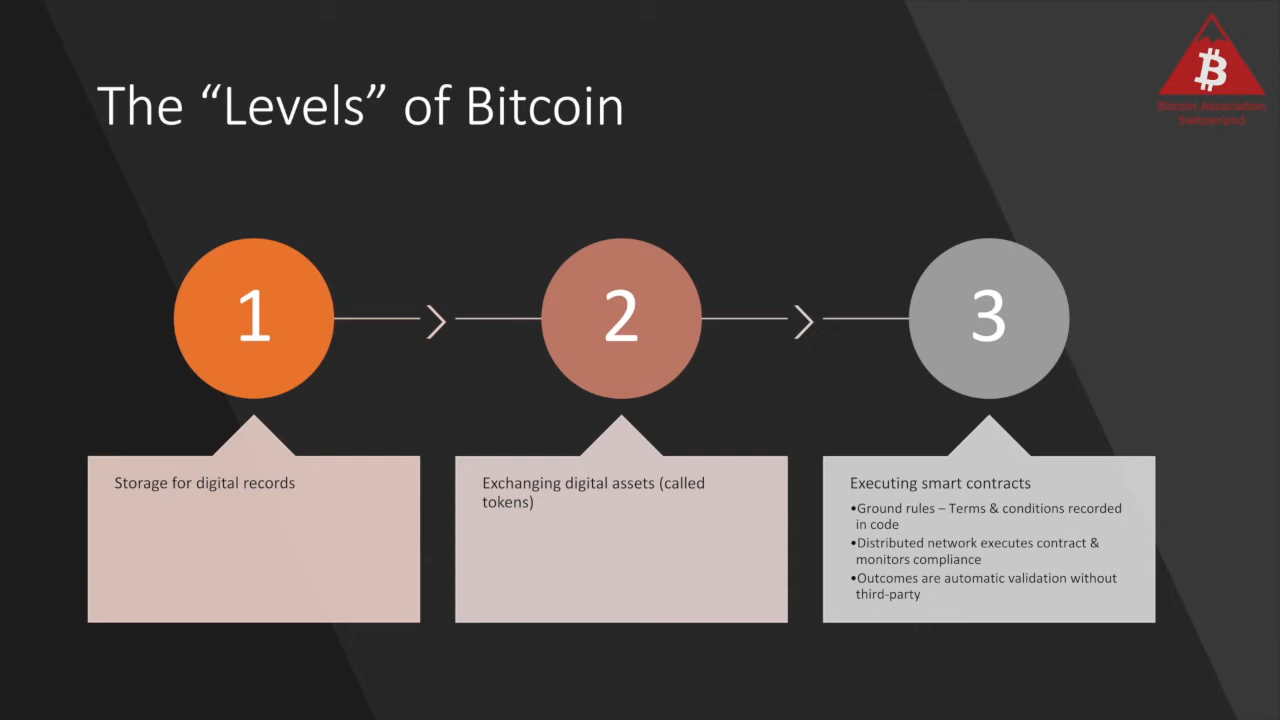 The “Levels” of Bitcoin
Bitcoin Association
Switzerland
1
2
3
Storage for digital records
Exchanging digital assets (called
tokens)
Executing smart contracts
•Ground rules – Terms & conditions recorded
in code
•Distributed network executes contract &
monitors compliance
•Outcomes are automatic validation without
third-party